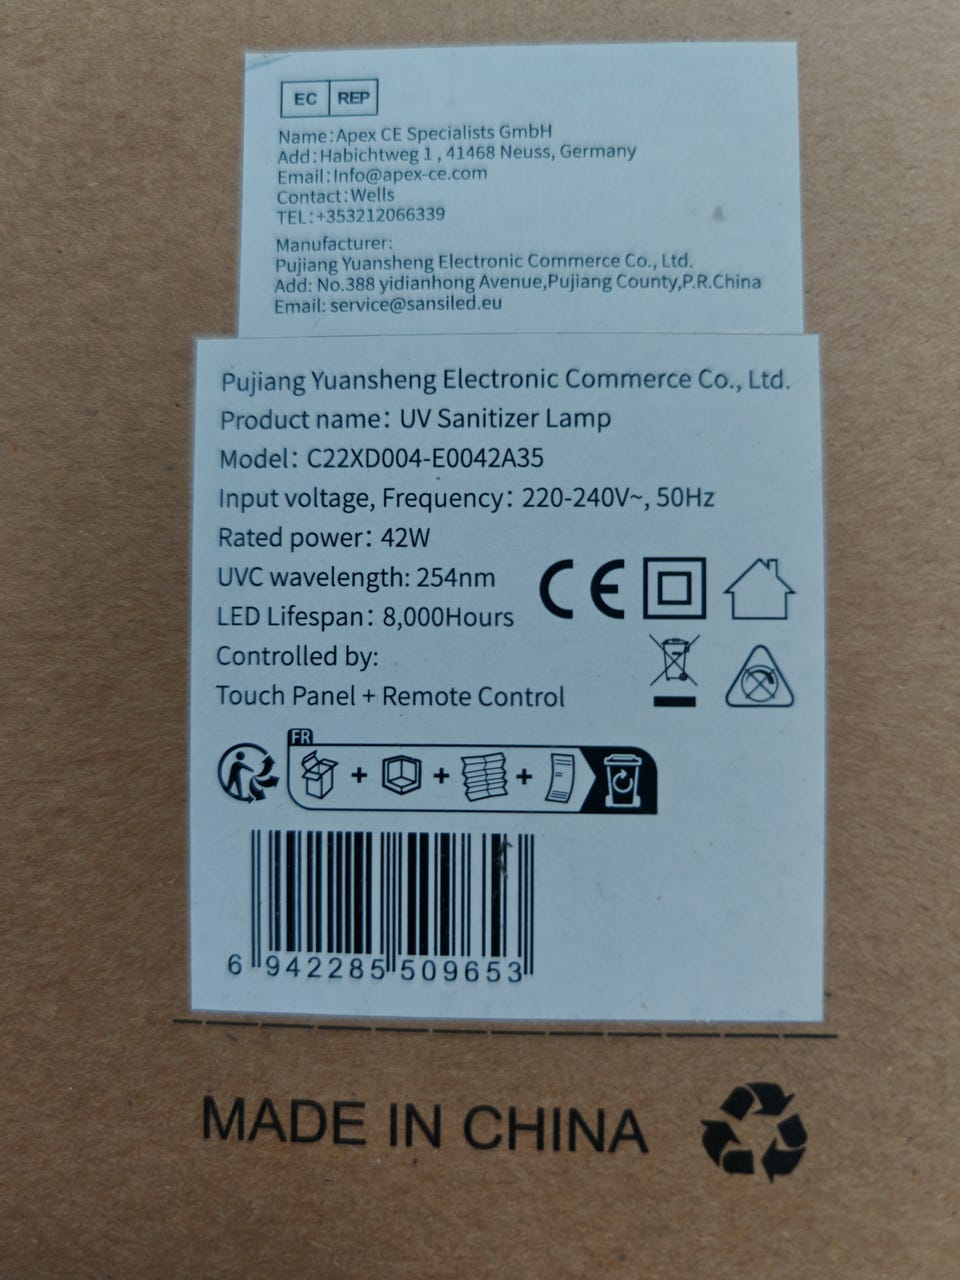 EC REP
Name:Apex CE Specialists GmbH
Add:Habichtweg 1 , 41468 Neuss, Germany
Email:Info@apex-ce.com
Contact:Wells
TEL:+353212066339
Manufacturer:
Pujiang Yuansheng Electronic Commerce Co., Ltd.
Add: No.388 yidianhong Avenue,Pujiang County,P.R.China
Email: service@sansiled.eu
Pujiang Yuansheng Electronic Commerce Co., Ltd.
Product name: UV Sanitizer Lamp
Model: C22XD004-E0042A35
Input voltage, Frequency: 220-240V~, 50Hz
Rated power: 42W
UVC wavelength: 254nm
LED Lifespan: 8,000Hours
CE
Controlled by:
Touch Panel + Remote Control
FR
+ + +
6 942285 509653
MADE IN CHINA